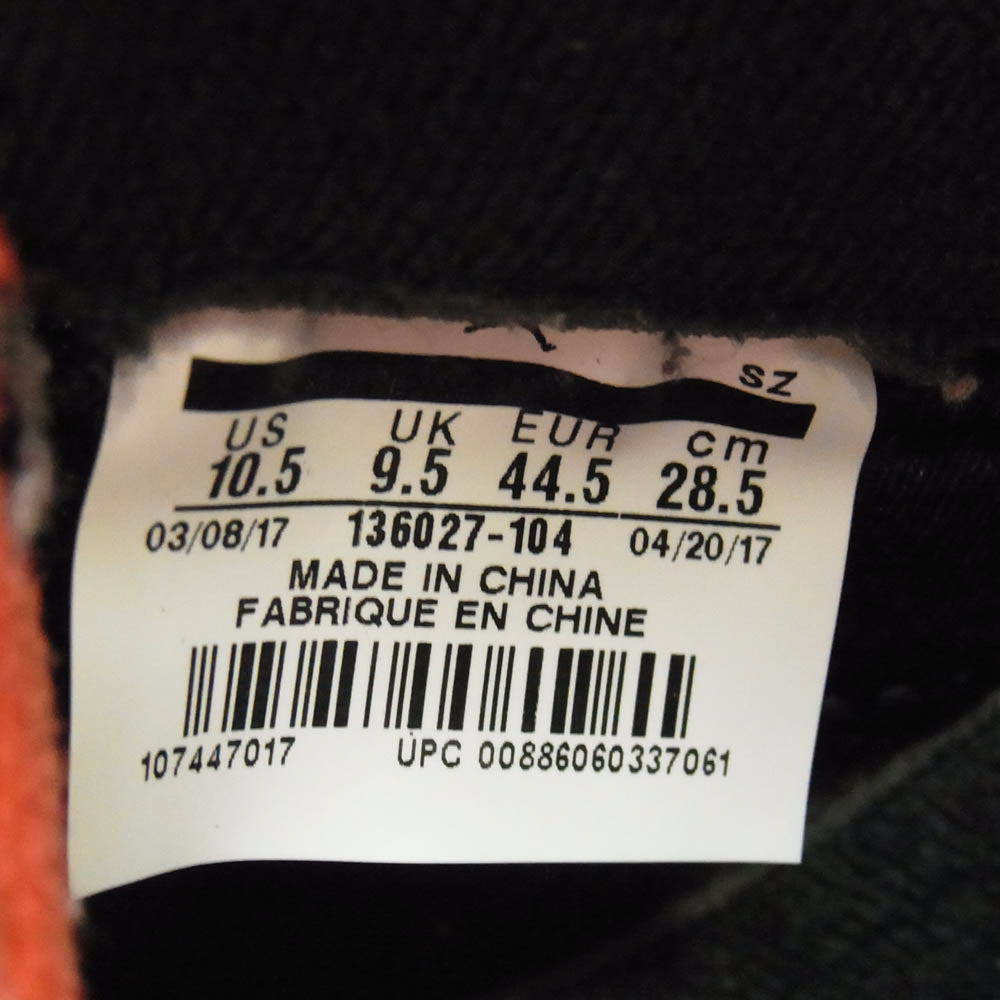 SZ
US UK EUR cm
10.5 9.5 44.5 28.5
03/08/17 136027-104 04/20/17
MADE IN CHINA
FABRIQUE EN CHINE
107447017 UPC 00886060337061